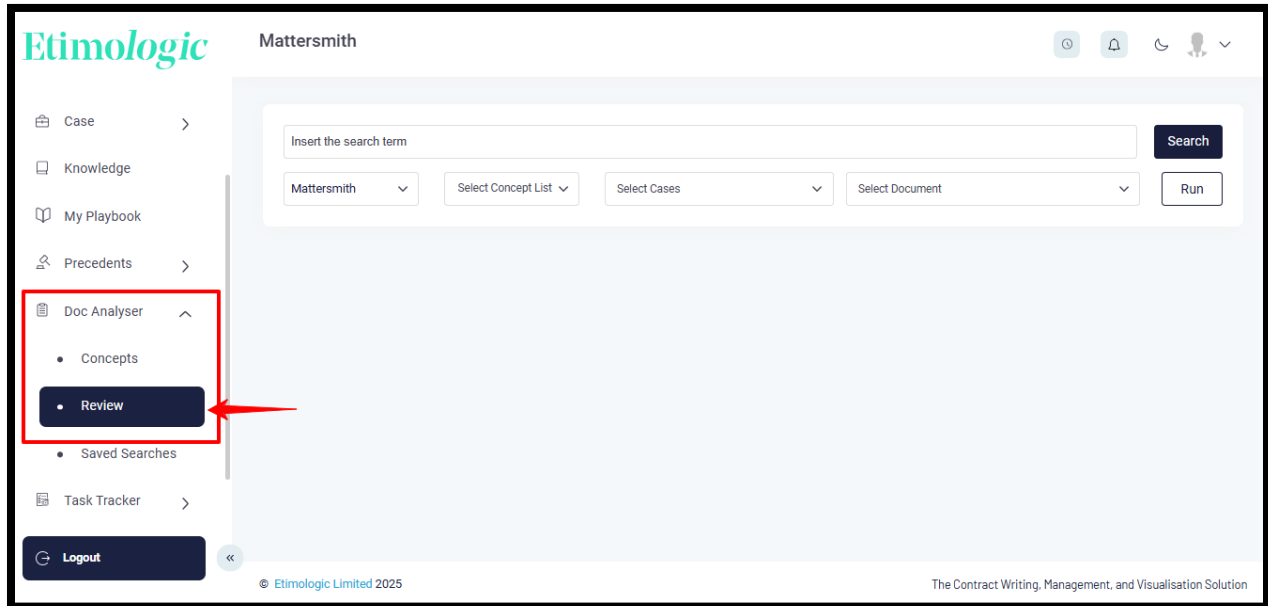 Etimologic
Mattersmith
Case
Knowledge
My Playbook
Precedents
Doc Analyser
Concepts
Review
Saved Searches
Task Tracker
Logout
Insert the search term
Search
Mattersmith
Select Concept List
Select Cases
Select Document
Run
© Etimologic Limited 2025
The Contract Writing, Management, and Visualisation Solution